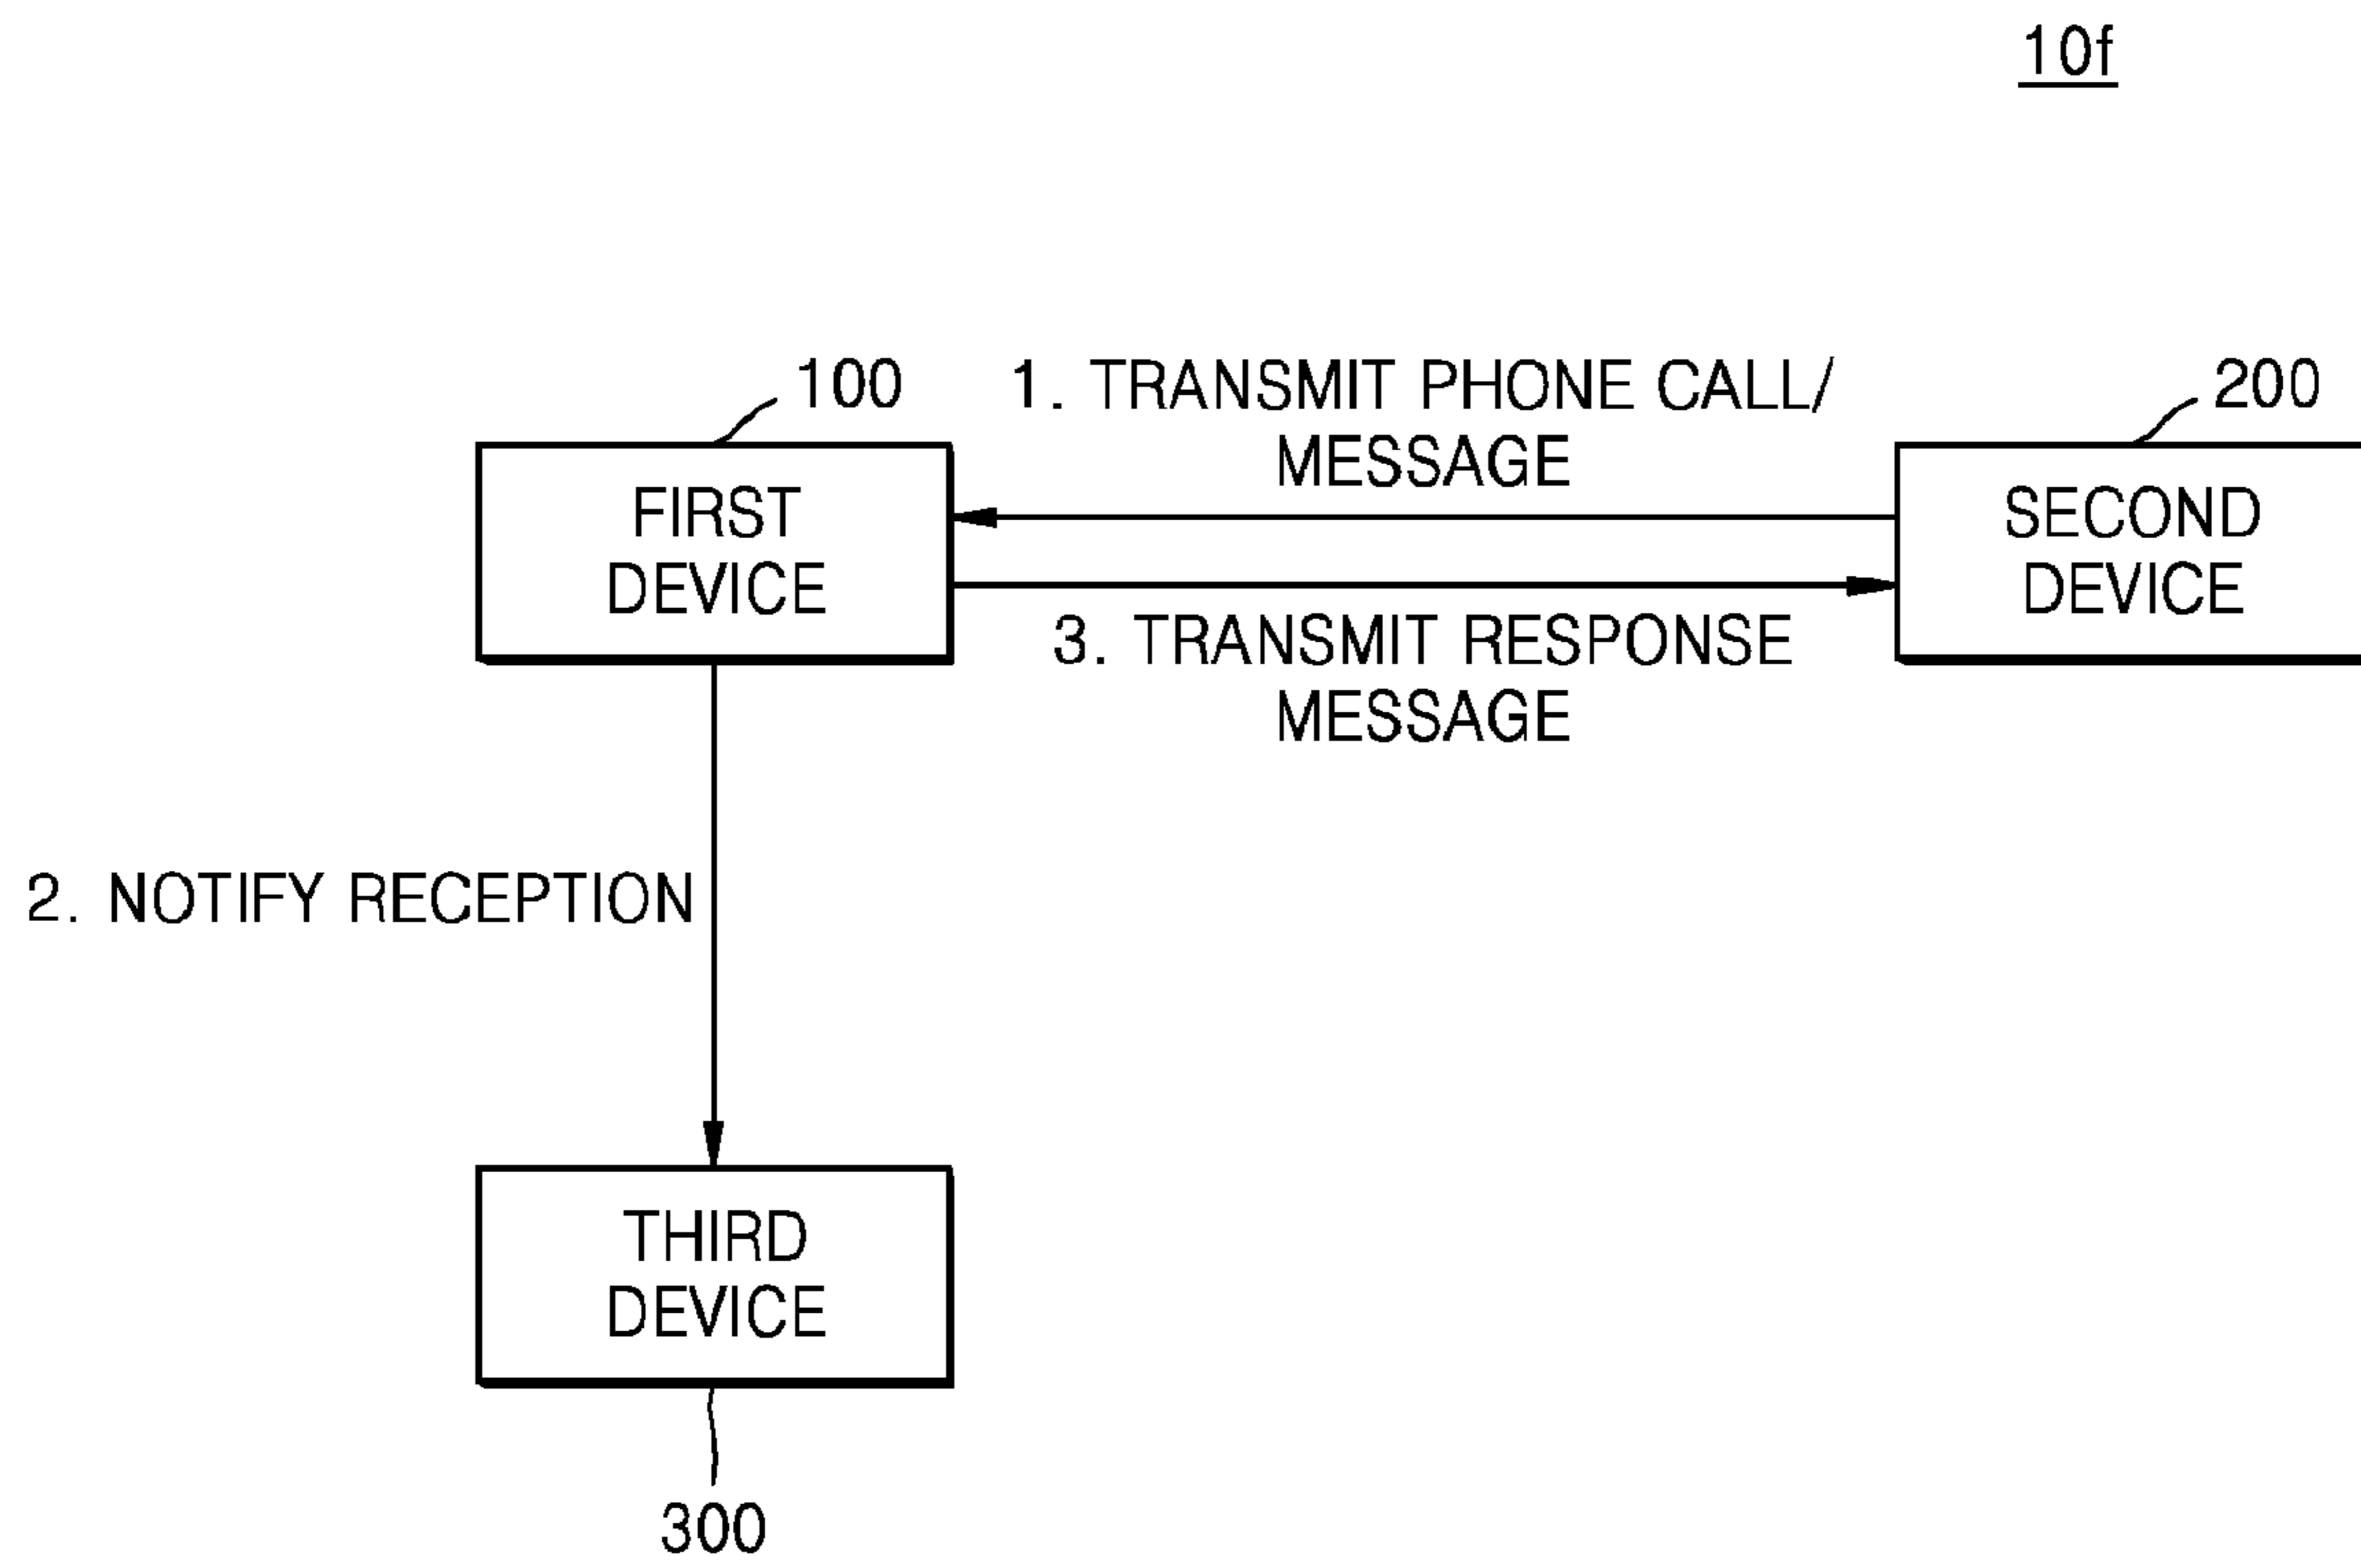 10f
100
1. TRANSMIT PHONE CALL/
MESSAGE
200
FIRST
DEVICE
SECOND
DEVICE
3. TRANSMIT RESPONSE
MESSAGE
2. NOTIFY RECEPTION
THIRD
DEVICE
300